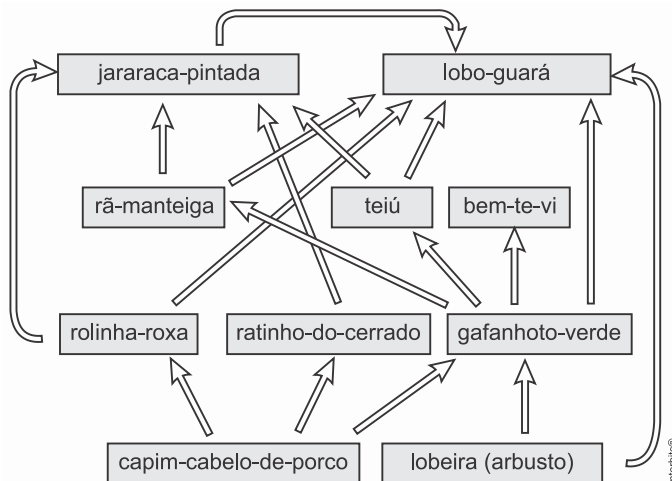 jararaca-pintada
lobo-guará
rã-manteiga
teiú
bem-te-vi
rolinha-roxa
ratinho-do-cerrado
gafanhoto-verde
capim-cabelo-de-porco
lobeira (arbusto)